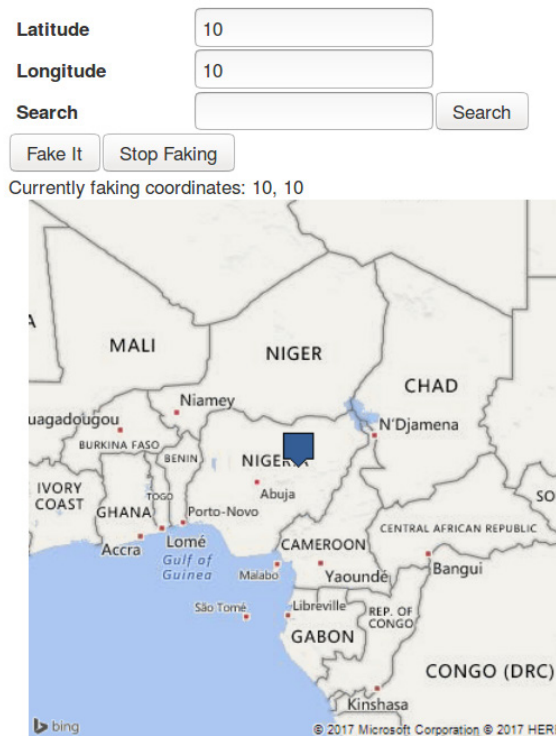 Latitude 10
Longitude 10
Search Search
Fake It Stop Faking
Currently faking coordinates: 10, 10
MALI
NIGER
CHAD
Niamey
uagadougou
N'Djamena
BURKINA FASO
BENIN
NIGERIA
IVORY
COAST
Abuja
SO
TOGO
GHANA
Porto-Novo
CENTRAL AFRICAN REPUBLIC
Accra
Lomé
CAMEROON
Gulf of
Guinea
Malabo
Yaoundé
Bangui
São Tomé
Libreville
REP. OF
CONGO
GABON
CONGO (DRC)
Kinshasa
bing
© 2017 Microsoft Corporation © 2017 HERE